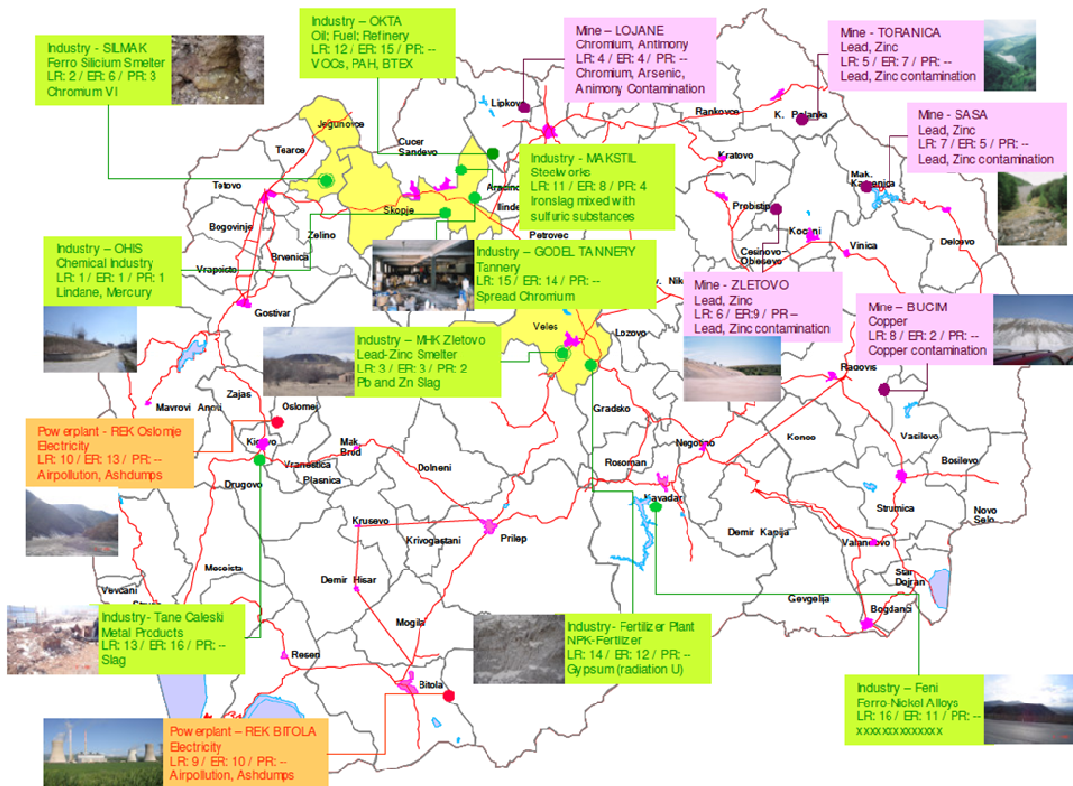 Industry - SILMAK
Ferro Silicium Smelter
LR: 2 / ER: 6 / PR: 3
Chromium VI
Industry - OKTA
Oil; Fuel; Refinery
LR: 12 / ER: 15 / PR: --
VOCs, PAH, BTEX
Mine – LOJANE
Chromium, Antimony
LR: 4 / ER: 4 / PR: --
Chromium, Arsenic,
Animony Contamination
Mine - TORANICA
Lead, Zinc
LR: 5 / ER: 7 / PR: --
Lead, Zinc contamination
Mine - SASA
Lead, Zinc
LR: 7 / ER: 5 / PR: --
Lead, Zinc contamination
Lipkovo
Rankovce
K. Palanka
Jegunovce
Tearce
Cucer
Sandevo
Kratovo
Mak.
Kamenica
Industry - MAKSTIL
Steelworks
LR: 11 / ER: 8 / PR: 4
Ironslag mixed with
sulfuric substances
Tetovo
Aracino
Ilinden
Skopje
Probistip
Bogovinje
Zelino
Petrovec
Kocani
Vinica
Delcevo
Cesinovo
Oblesevo
Brvenica
Vrapcisto
Industry – OHIS
Chemical Industry
LR: 1 / ER: 1 / PR: 1
Lindane, Mercury
Industry – GODEL TANNERY
Tannery
LR: 15 / ER: 14 / PR: --
Spread Chromium
Mine - ZLETOVO
Lead, Zinc
LR: 6 / ER:9 / PR --
Lead, Zinc contamination
Mine – BUCIM
Copper
LR: 8 / ER: 2 / PR: --
Copper contamination
Gostivar
Veles
Lozovo
Industry – MHK Zletovo
Lead-Zinc Smelter
LR: 3 / ER: 3 / PR: 2
Pb and Zn Slag
Radovis
Zajas
Mavrovi Anovi
Oslomej
Gradsko
Powerplant - REK Oslomje
Electricity
LR: 10 / ER: 13 / PR: --
Airpollution, Ashdumps
Kicevo
Mak.
Brod
Vranestica
Plasnica
Drugovo
Dolneni
Rosoman
Negotino
Konce
Vasilevo
Bosilevo
Kavadar
Strumica
Novo
Selo
Krusevo
Krivogastani
Prilep
Demir Kapija
Valandovo
Demir Hisar
Star
Dojran
Vevcani
Gevgelija
Bogdanci
Industry- Tane Caleski
Metal Products
LR: 13 / ER: 16 / PR: --
Slag
Mogila
Resen
Bitola
Industry- Fertilizer Plant
NPK-Fertilizer
LR: 14 / ER: 12 / PR: --
Gypsum (radiation U)
Industry – Feni
Ferro-Nickel Alloys
LR: 16 / ER: 11 / PR: --
xxxxxxxxxxxxx
Powerplant – REK BITOLA
Electricity
LR: 9 / ER: 10 / PR: --
Airpollution, Ashdumps